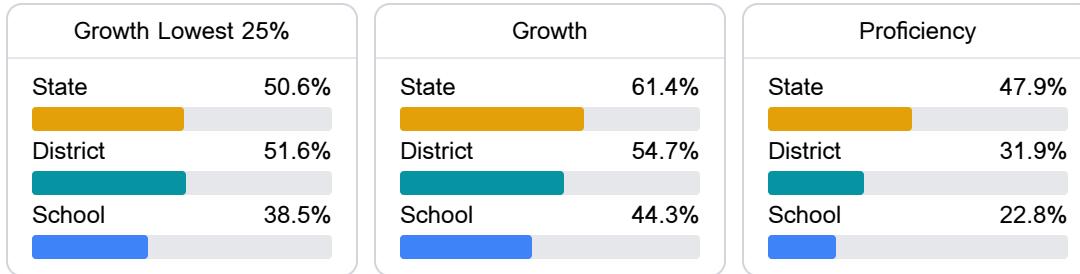 Growth Lowest 25%
State 50.6%
District 51.6%
School 38.5%
Growth
State 61.4%
District 54.7%
School 44.3%
Proficiency
State 47.9%
District 31.9%
School 22.8%